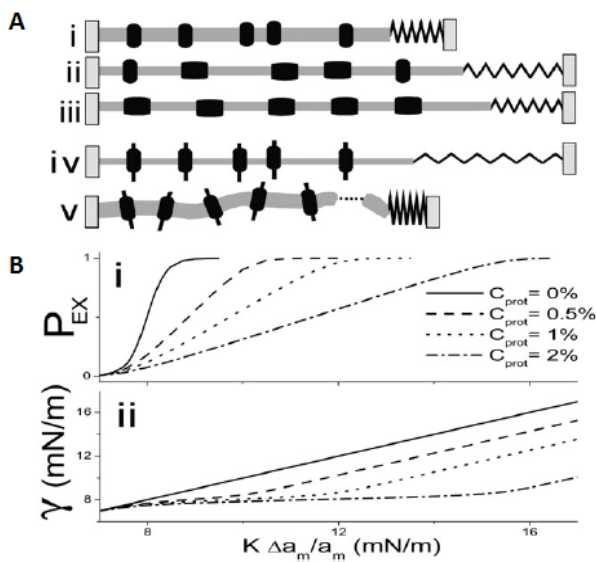 A
i
ii
iii
iv
v
B
i
1
P_EX
0
C_prot = 0%
C_prot = 0.5%
C_prot = 1%
C_prot = 2%
ii
γ (mN/m)
16
12
8
8 12 16
K Δa_m/a_m (mN/m)